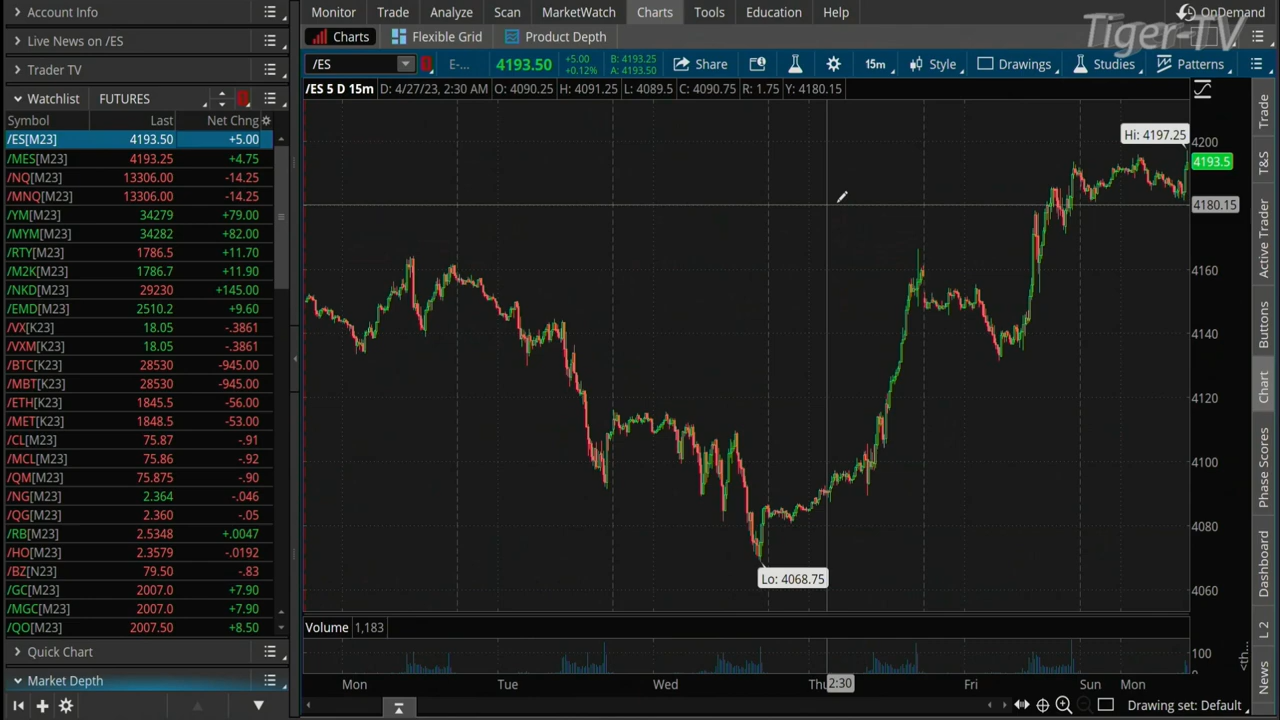 Account Info
Live News on /ES
Trader TV
Watchlist FUTURES
Symbol Last Net Chng
/ES[M23] 4193.50 +5.00
/MES[M23] 4193.25 +4.75
/NQ[M23] 13306.00 -14.25
/MNQ[M23] 13306.00 -14.25
/YM[M23] 34279 +79.00
/MYM[M23] 34282 +82.00
/RTY[M23] 1786.5 +11.70
/M2K[M23] 1786.7 +11.90
/NKD[M23] 29230 +145.00
/EMD[M23] 2510.2 +9.60
/VX[K23] 18.05 -.3861
/VXM[K23] 18.05 -.3861
/BTC[K23] 28530 -945.00
/MBT[K23] 28530 -945.00
/ETH[K23] 1845.5 -56.00
/MET[K23] 1848.5 -53.00
/CL[M23] 75.87 -.91
/MCL[M23] 75.86 -.92
/QM[M23] 75.875 -.90
/NG[M23] 2.364 -.046
/QG[M23] 2.360 -.05
/RB[M23] 2.5348 +.0047
/HO[M23] 2.3579 -.0192
/BZ[N23] 79.50 -.83
/GC[M23] 2007.0 +7.90
/MGC[M23] 2007.0 +7.90
/QO[M23] 2007.50 +8.50
Quick Chart
Market Depth
Monitor Trade Analyze Scan MarketWatch Charts Tools Education Help
OnDemand
Tiger-TV
Charts Flexible Grid Product Depth
/ES E-... 4193.50 +5.00 +0.12% B: 4193.25 A: 4193.50 Share 15m Style Drawings Studies Patterns
/ES 5 D 15m D: 4/27/23, 2:30 AM O: 4090.25 H: 4091.25 L: 4089.5 C: 4090.75 R: 1.75 Y: 4180.15
Hi: 4197.25
4200
4193.5
4180.15
4160
4140
4120
4100
4080
4060
Lo: 4068.75
Volume 1,183
100
0
Mon Tue Wed Thu 2:30 Fri Sun Mon
Drawing set: Default
Trade
T&S
Active Trader
Buttons
Chart
Phase Scores
Dashboard
L 2
News
<th...